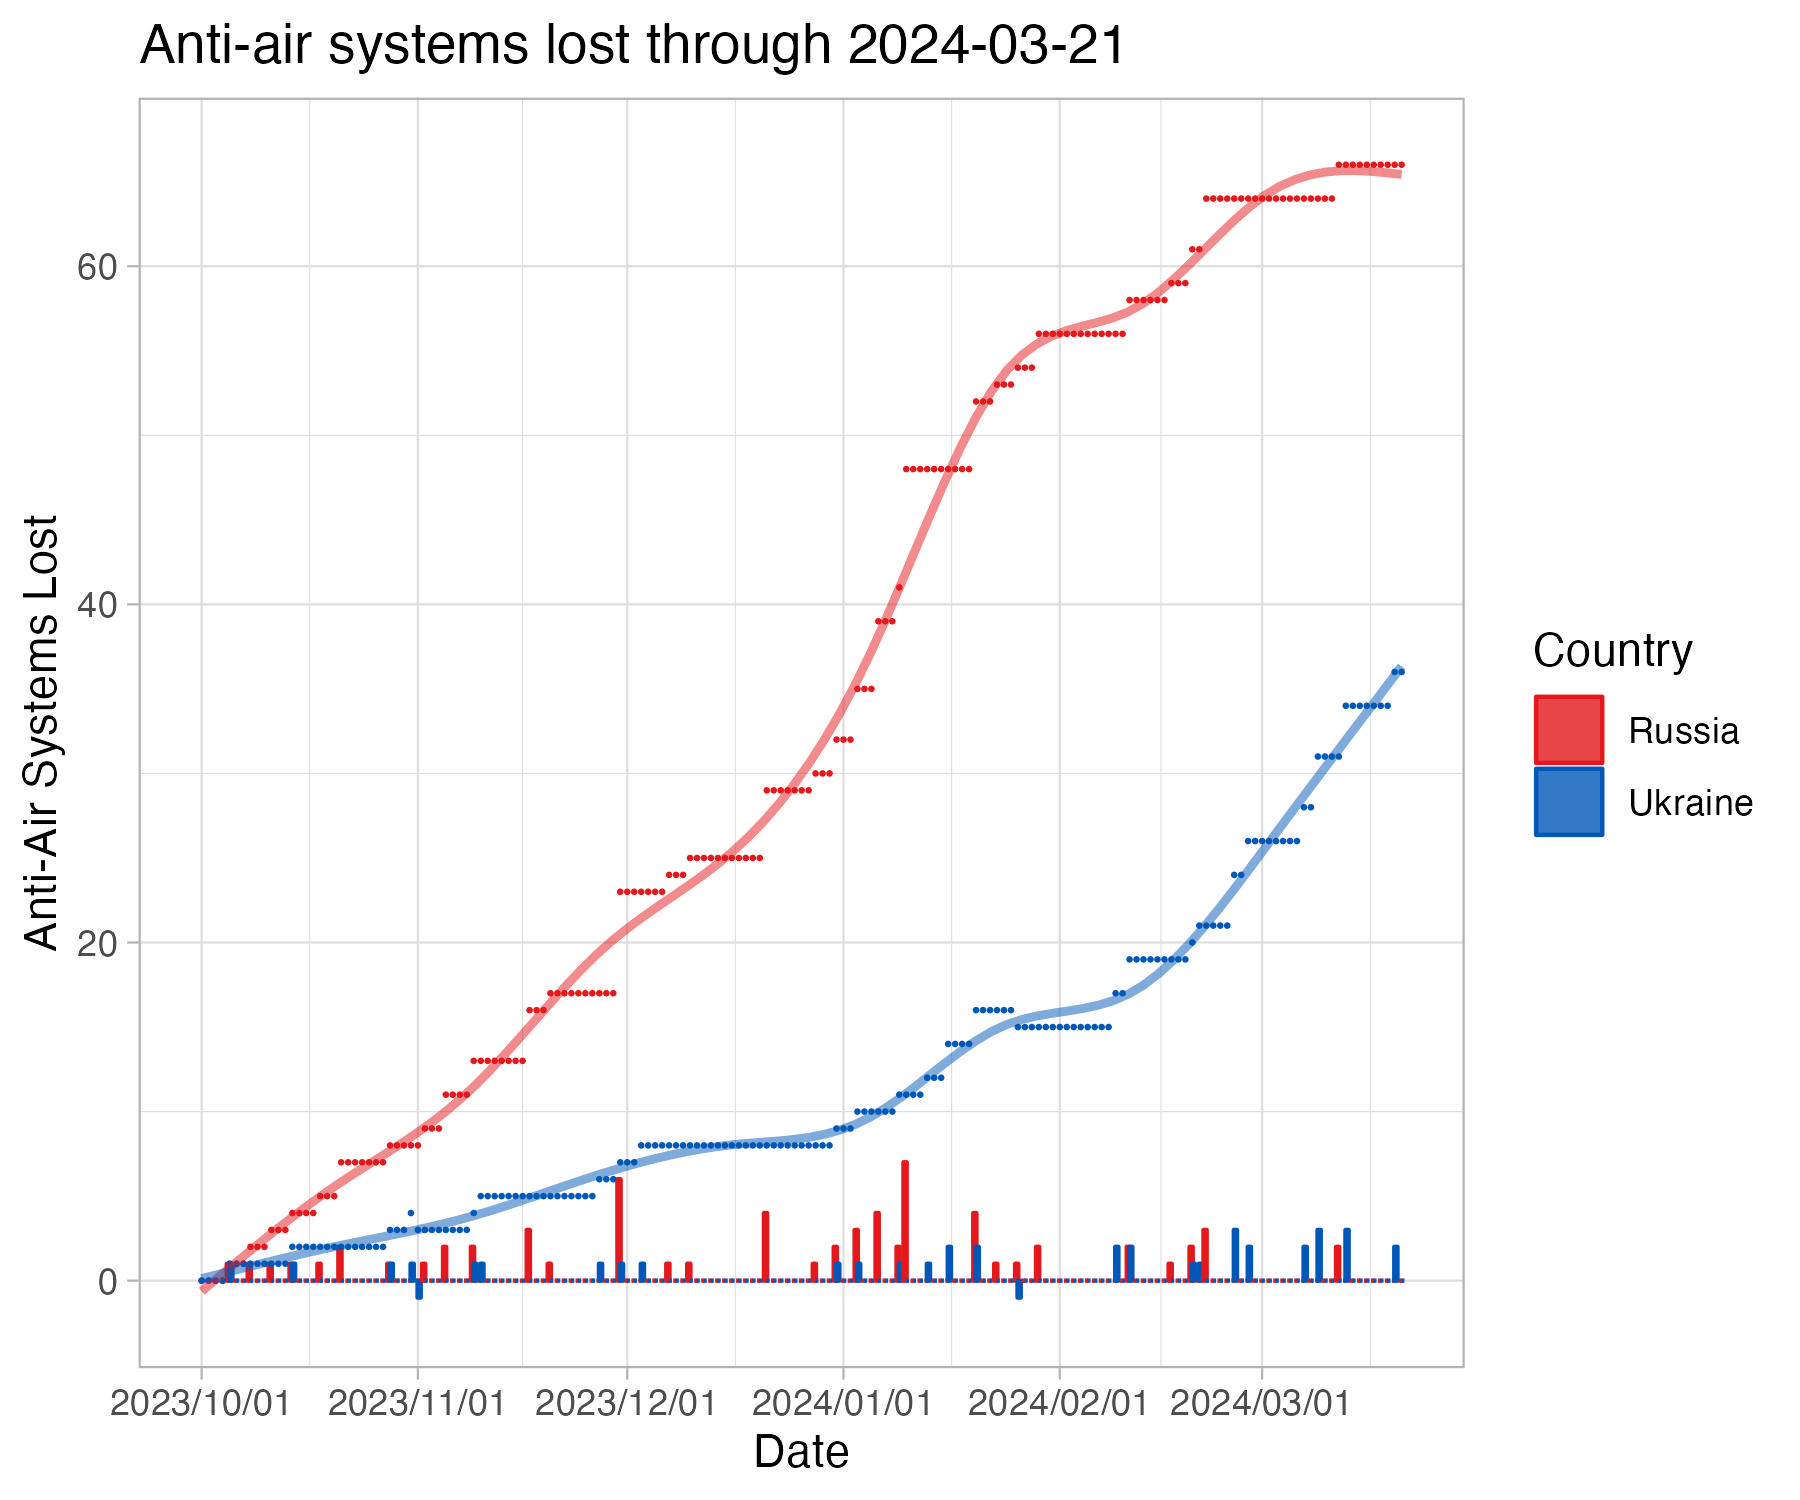 Anti-air systems lost through 2024-03-21
Anti-Air Systems Lost
60
40
20
0
2023/10/01
2023/11/01
2023/12/01
2024/01/01
2024/02/01
2024/03/01
Date
Country
Russia
Ukraine